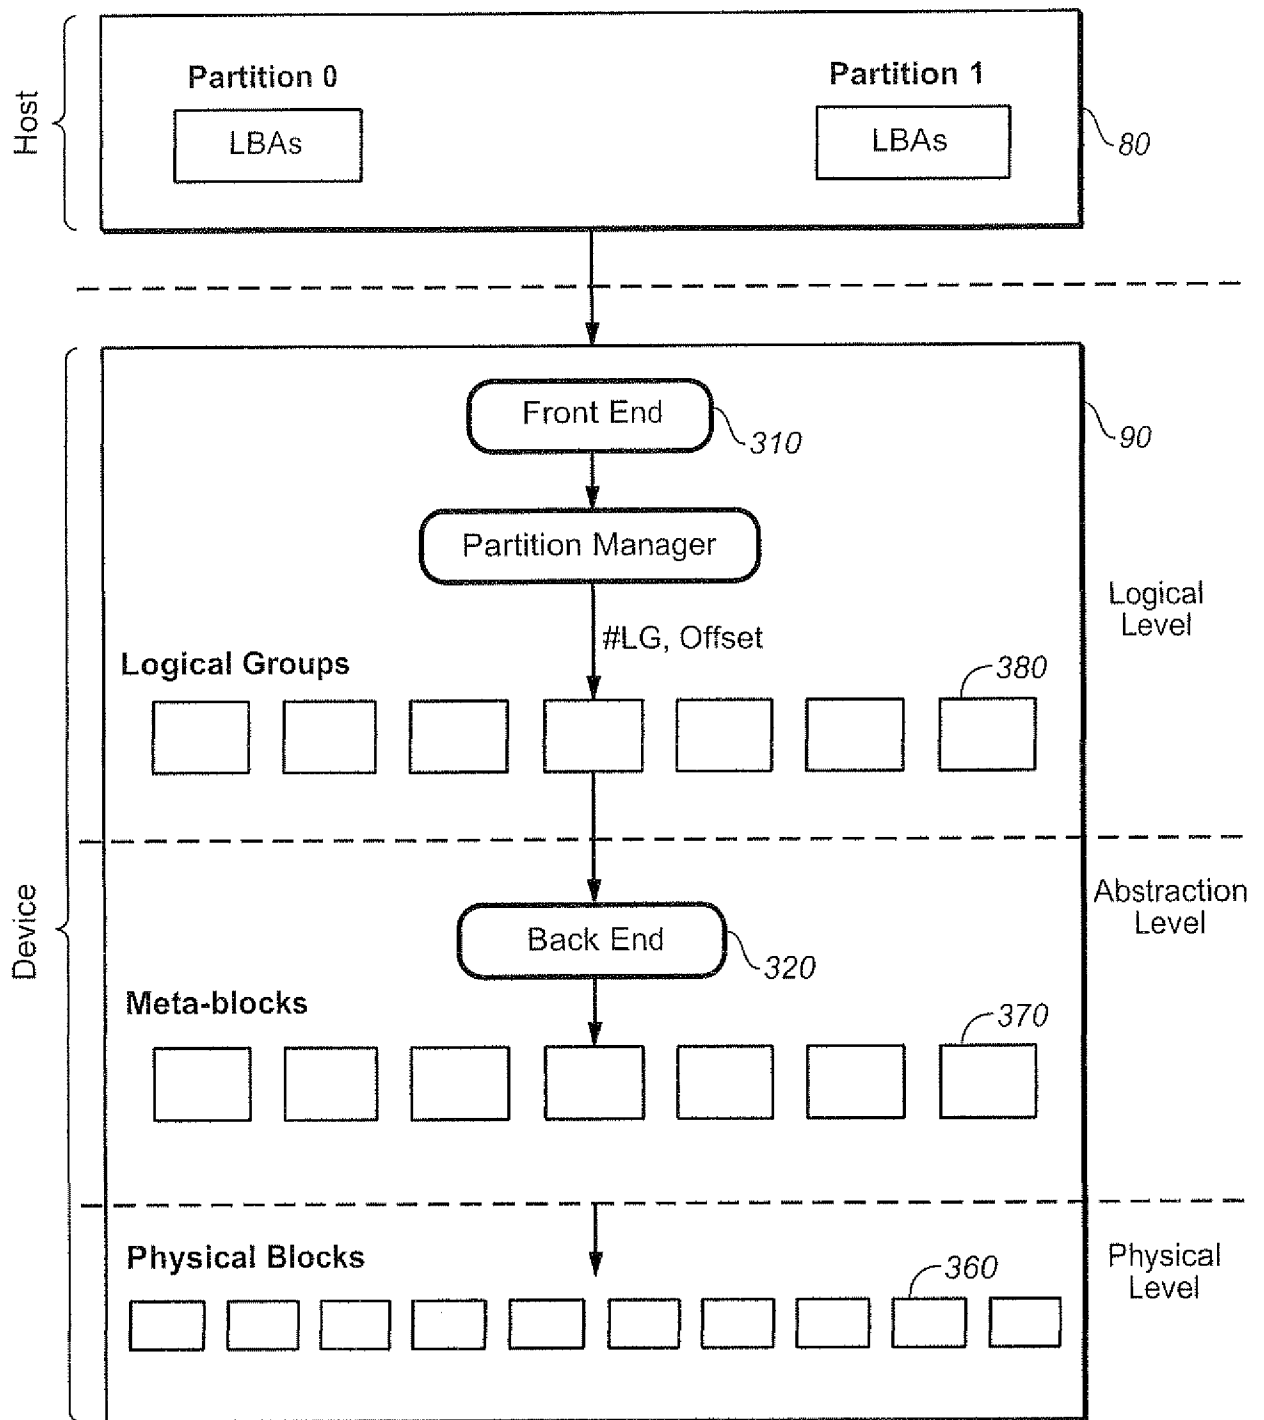 Host
Partition 0
Partition 1
LBAs
LBAs
80
Device
Front End
310
90
Partition Manager
Logical
Level
#LG, Offset
Logical Groups
380
Abstraction
Level
Back End
320
Meta-blocks
370
Physical Blocks
360
Physical
Level